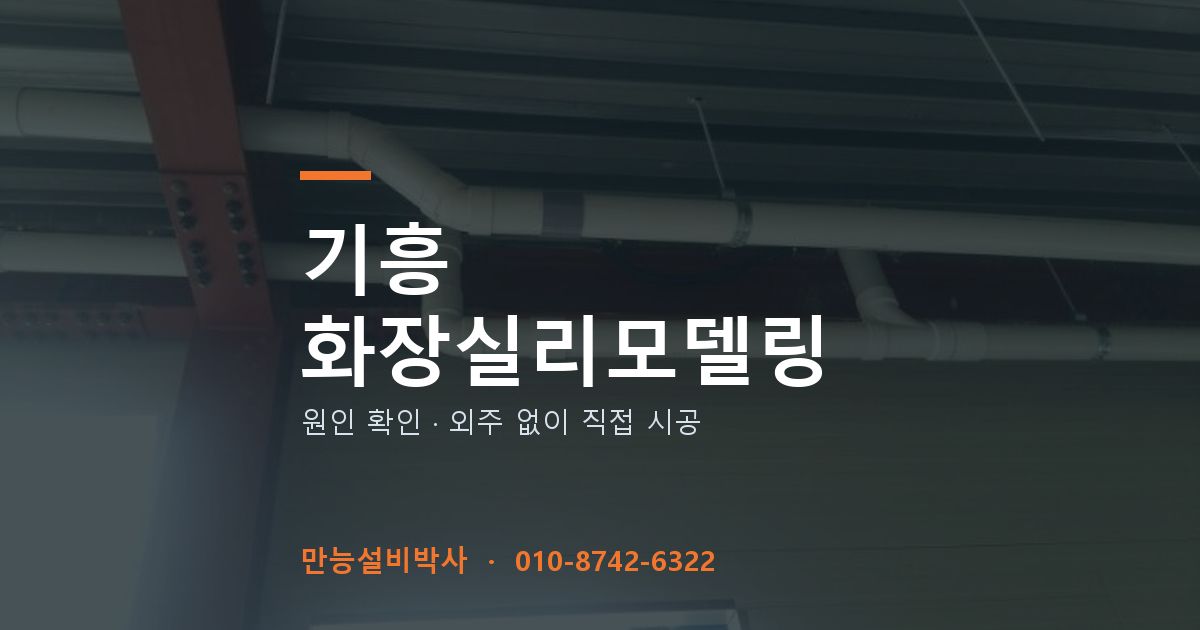 기흥
화장실리모델링
원인 확인 · 외주 없이 직접 시공
만능설비박사 · 010-8742-6322